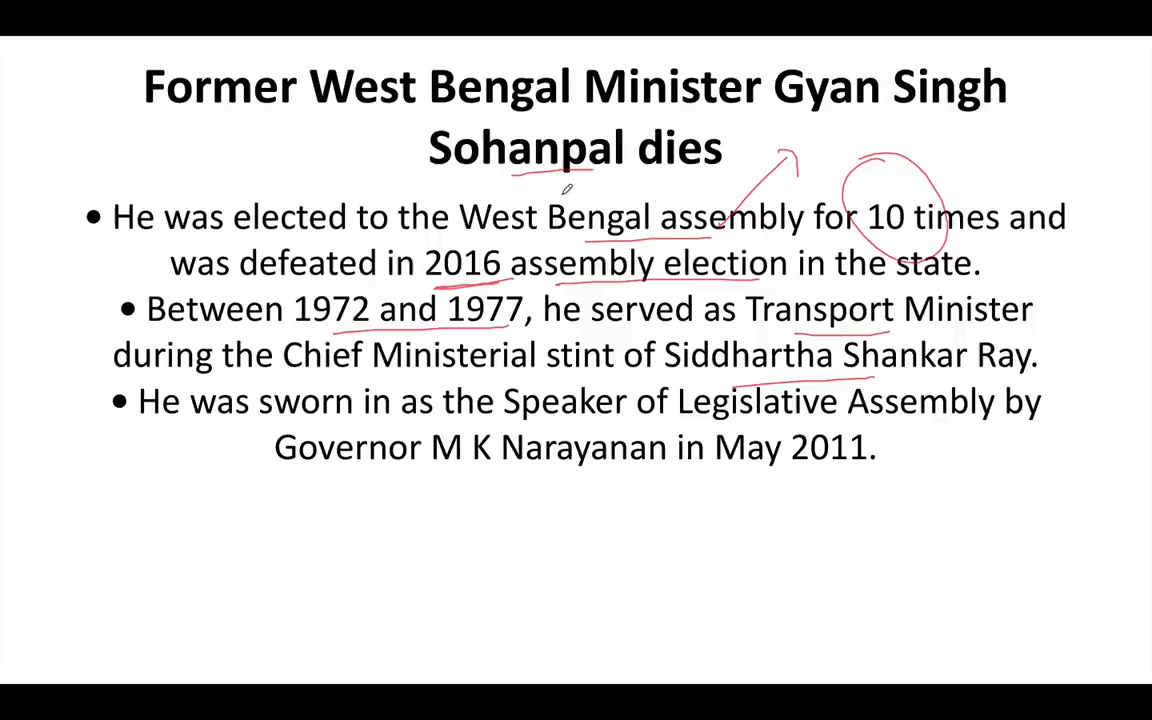 Former West Bengal Minister Gyan Singh
Sohanpal dies
• He was elected to the West Bengal assembly for 10 times and
was defeated in 2016 assembly election in the state.
• Between 1972 and 1977, he served as Transport Minister
during the Chief Ministerial stint of Siddhartha Shankar Ray.
• He was sworn in as the Speaker of Legislative Assembly by
Governor M K Narayanan in May 2011.